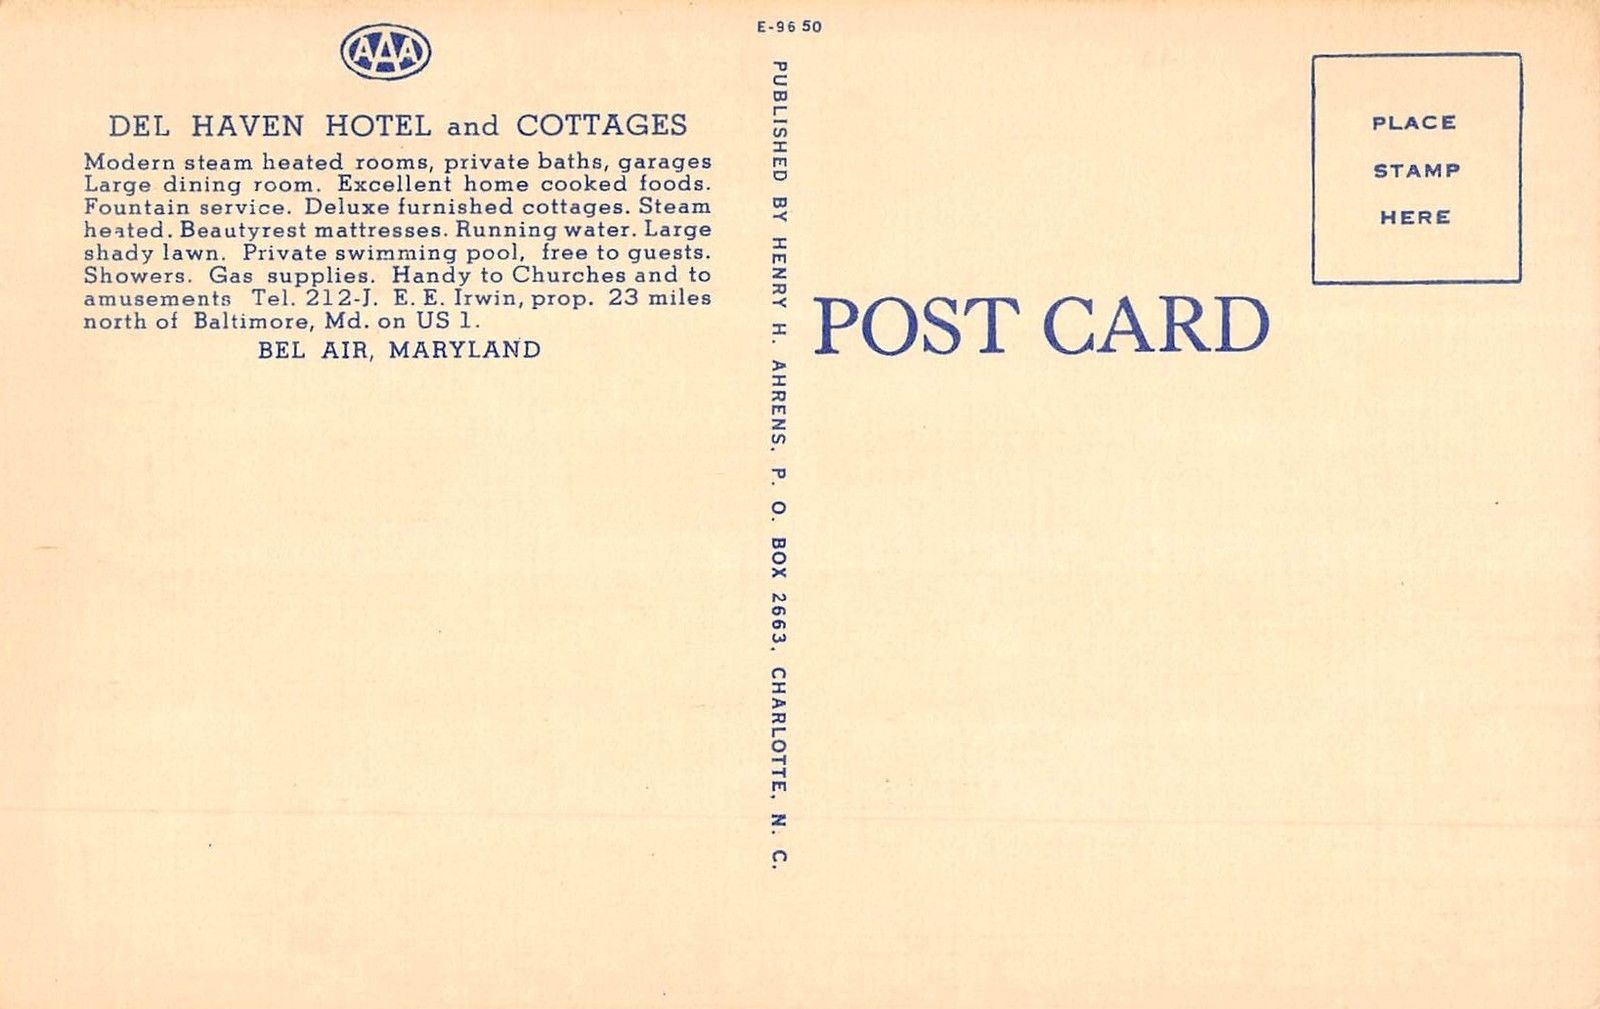 AAA
E-9650
DEL HAVEN HOTEL and COTTAGES
Modern steam heated rooms, private baths, garages
Large dining room. Excellent home cooked foods.
Fountain service. Deluxe furnished cottages. Steam
heated. Beautyrest mattresses. Running water. Large
shady lawn. Private swimming pool, free to guests.
Showers. Gas supplies. Handy to Churches and to
amusements Tel. 212-J. E. E. Irwin, prop. 23 miles
north of Baltimore, Md. on US 1.
BEL AIR, MARYLAND
PUBLISHED BY HENRY H. AHRENS, P. O. BOX 2663, CHARLOTTE, N. C.
PLACE
STAMP
HERE
POST CARD